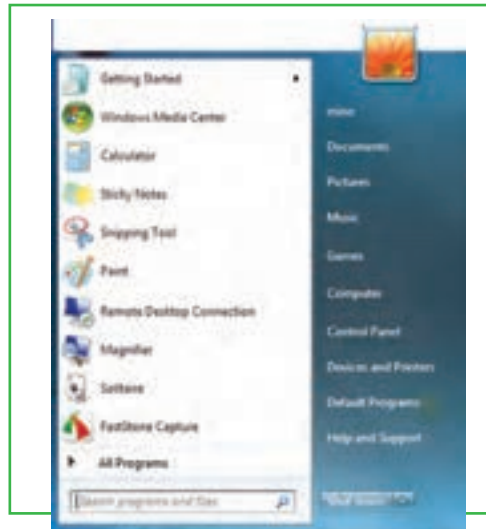 Getting Started
Windows Media Center
Calculator
Sticky Notes
Snipping Tool
Paint
Remote Desktop Connection
Magnifier
Solitaire
FastStone Capture
All Programs
Search programs and files
Documents
Pictures
Music
Games
Computer
Control Panel
Devices and Printers
Default Programs
Help and Support